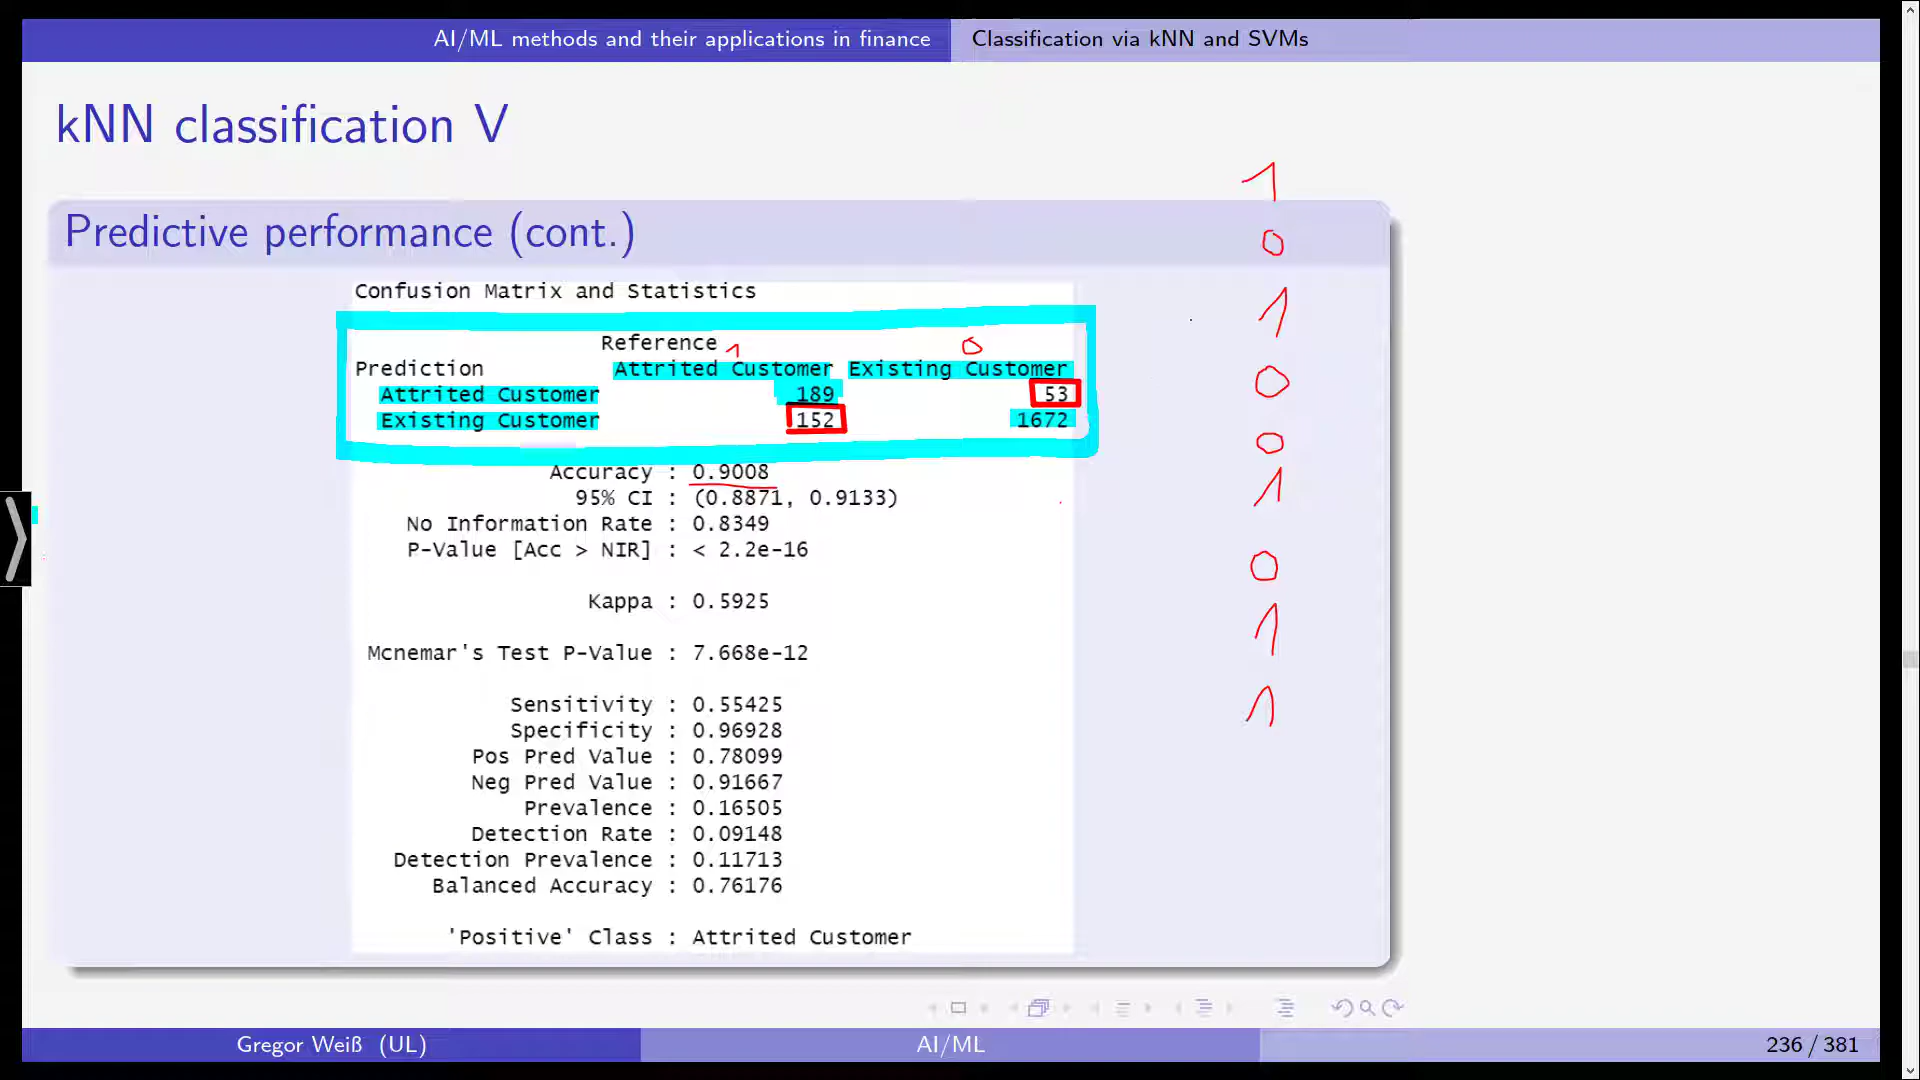 AI/ML methods and their applications in finance Classification via kNN and SVMs
kNN classification V
Predictive performance (cont.)
Confusion Matrix and Statistics
Reference 1 0
Prediction Attrited Customer Existing Customer
Attrited Customer 189 53
Existing Customer 152 1672
Accuracy : 0.9008
95% CI : (0.8871, 0.9133)
No Information Rate : 0.8349
P-Value [Acc > NIR] : < 2.2e-16
Kappa : 0.5925
Mcnemar's Test P-Value : 7.668e-12
Sensitivity : 0.55425
Specificity : 0.96928
Pos Pred Value : 0.78099
Neg Pred Value : 0.91667
Prevalence : 0.16505
Detection Rate : 0.09148
Detection Prevalence : 0.11713
Balanced Accuracy : 0.76176
'Positive' Class : Attrited Customer
1
0
1
0
0
1
0
1
1
Gregor Weiß (UL) AI/ML 236 / 381